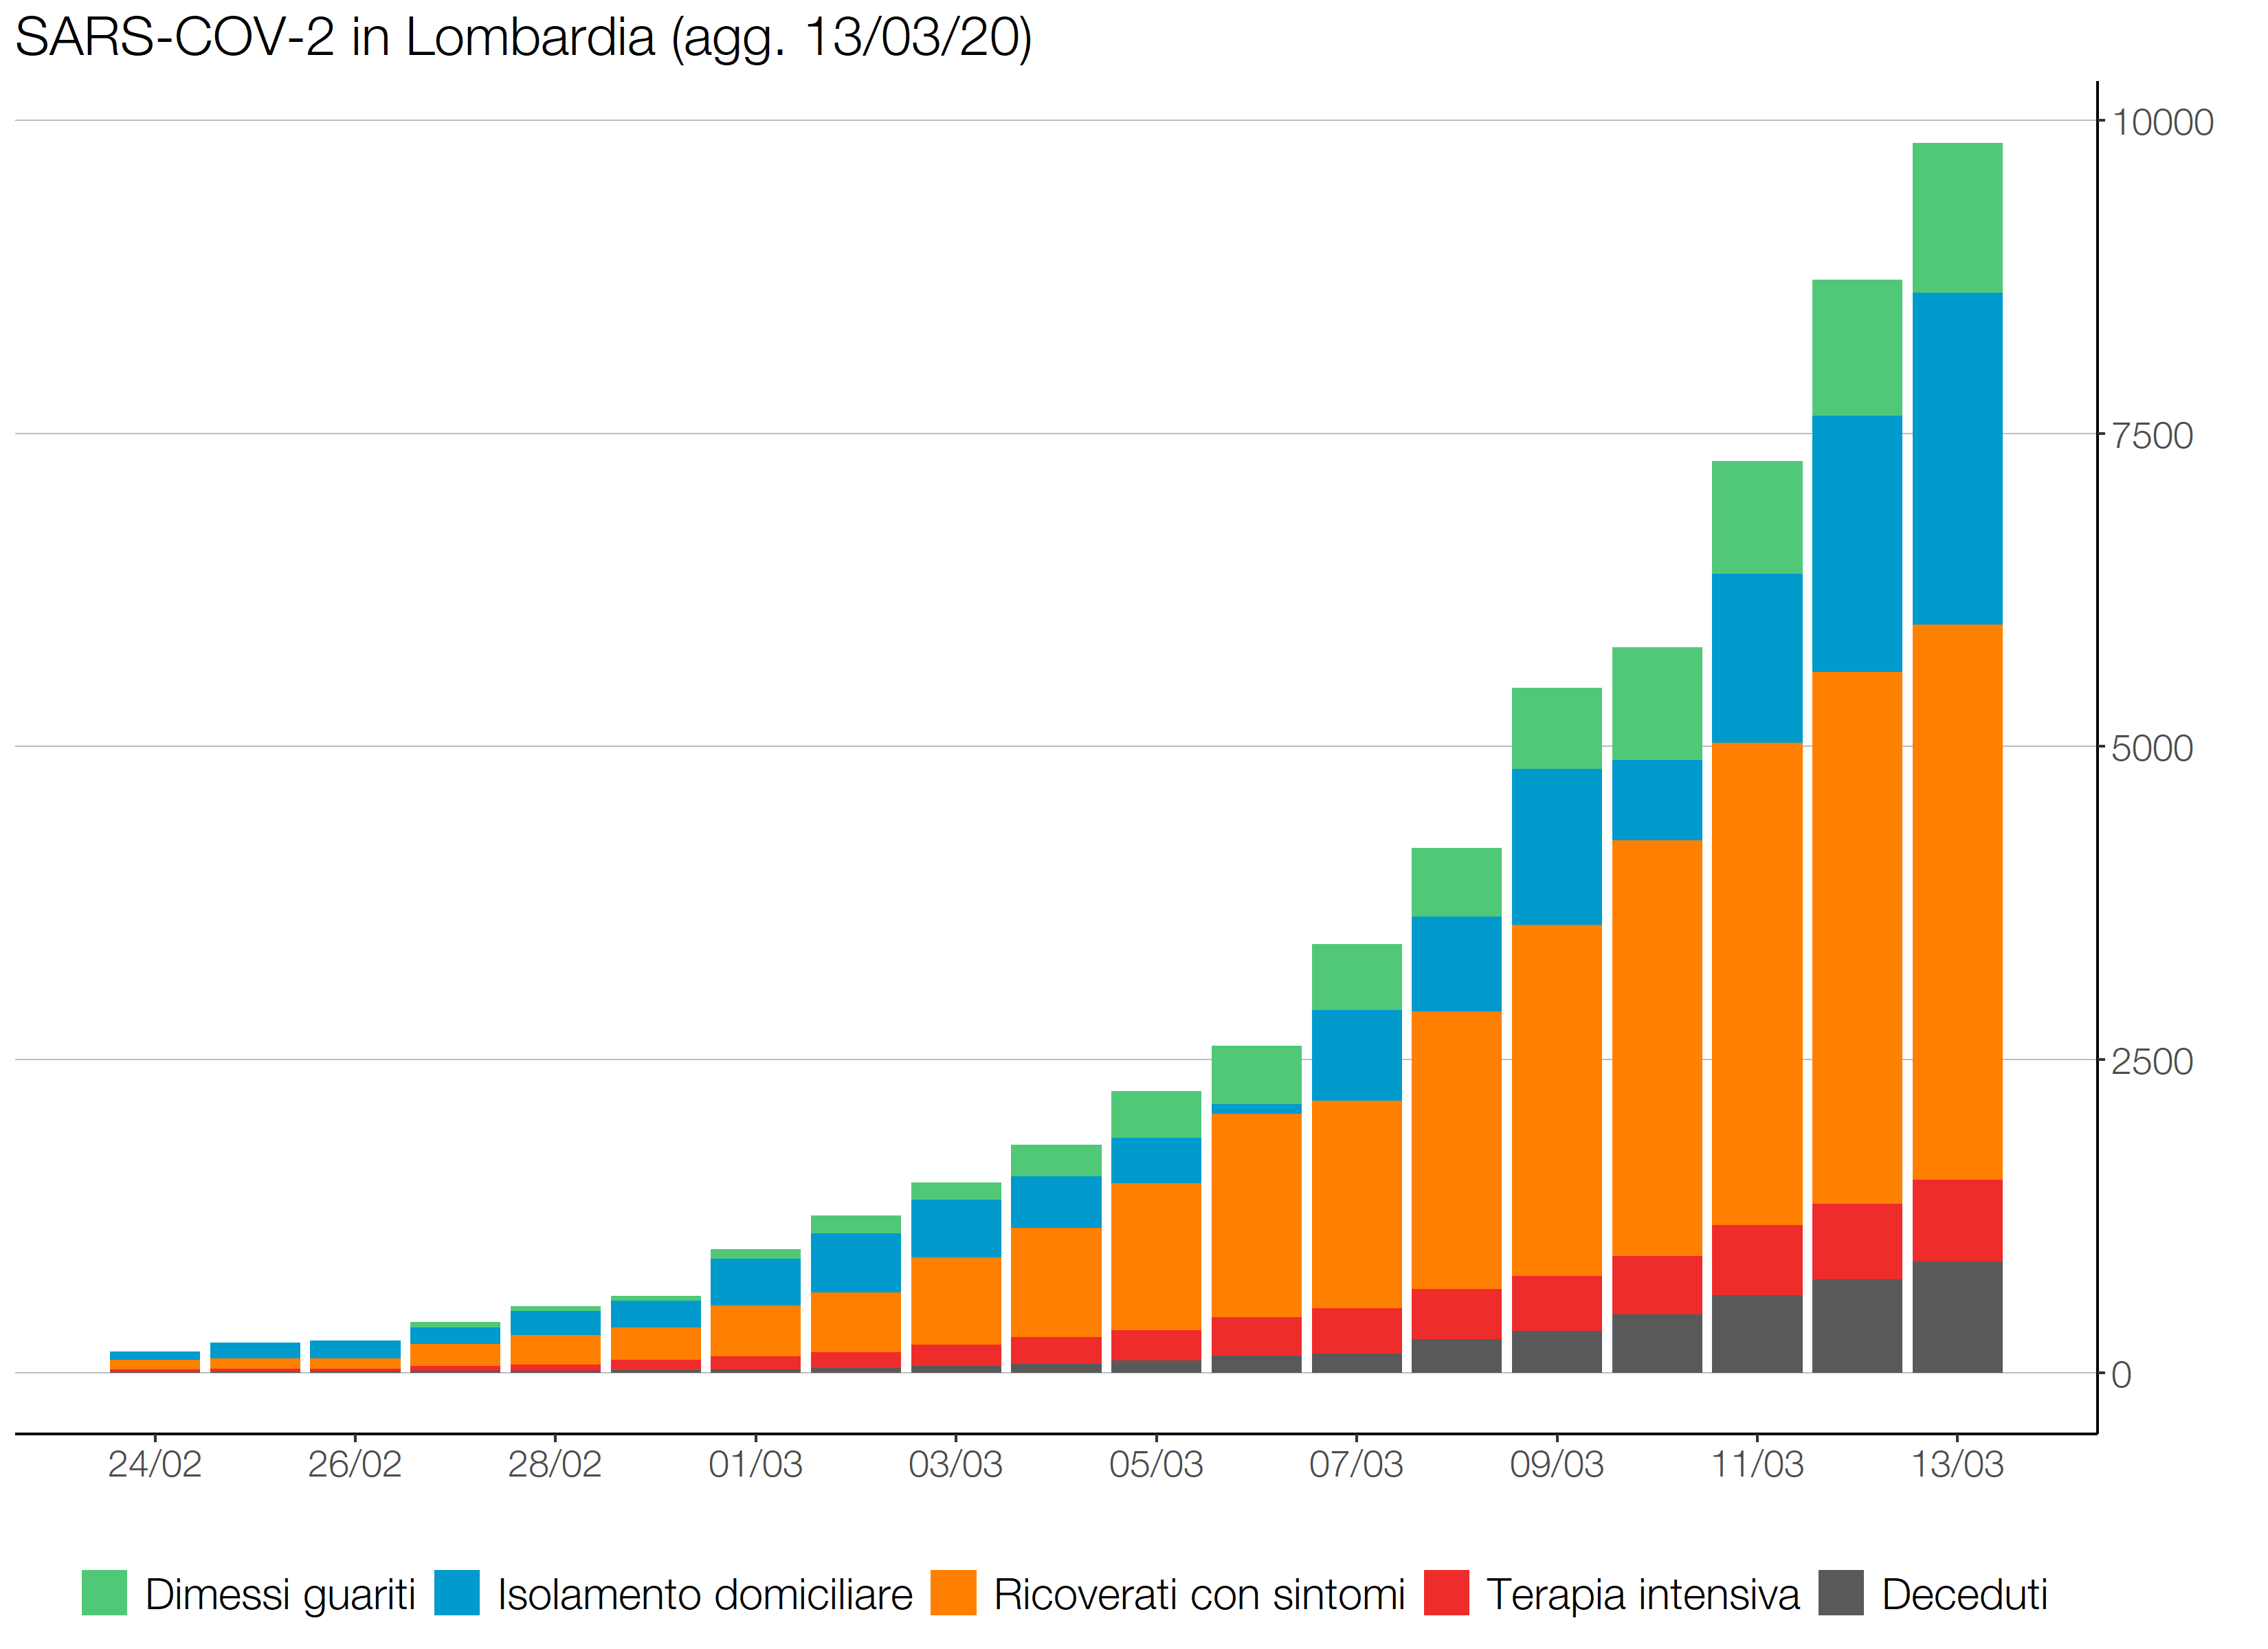 SARS-COV-2 in Lombardia (agg. 13/03/20)
10000
7500
5000
2500
0
24/02 26/02 28/02 01/03 03/03 05/03 07/03 09/03 11/03 13/03
Dimessi guariti Isolamento domiciliare Ricoverati con sintomi Terapia intensiva Deceduti